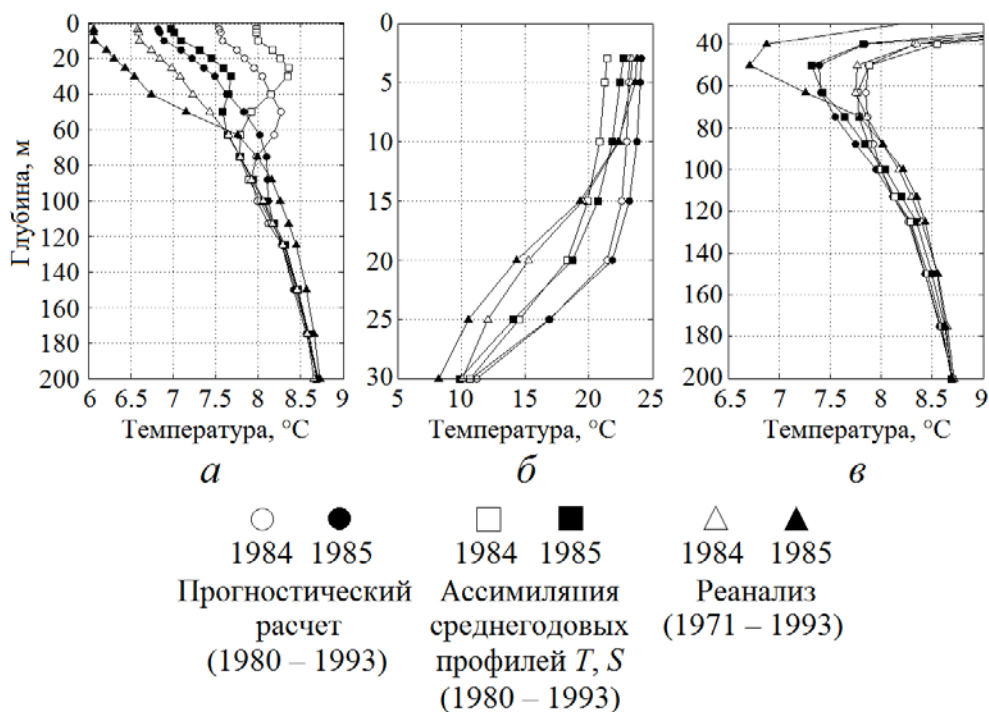 Глубина, м
0
20
40
60
80
100
120
140
160
180
200
6 6.5 7 7.5 8 8.5 9
Температура, °C
а
0
5
10
15
20
25
30
5 10 15 20 25
Температура, °C
б
40
60
80
100
120
140
160
180
200
6.5 7 7.5 8 8.5 9
Температура, °C
в
1984 1985
Прогностический
расчет
(1980 – 1993)
1984 1985
Ассимиляция
среднегодовых
профилей T, S
(1980 – 1993)
1984 1985
Реанализ
(1971 – 1993)